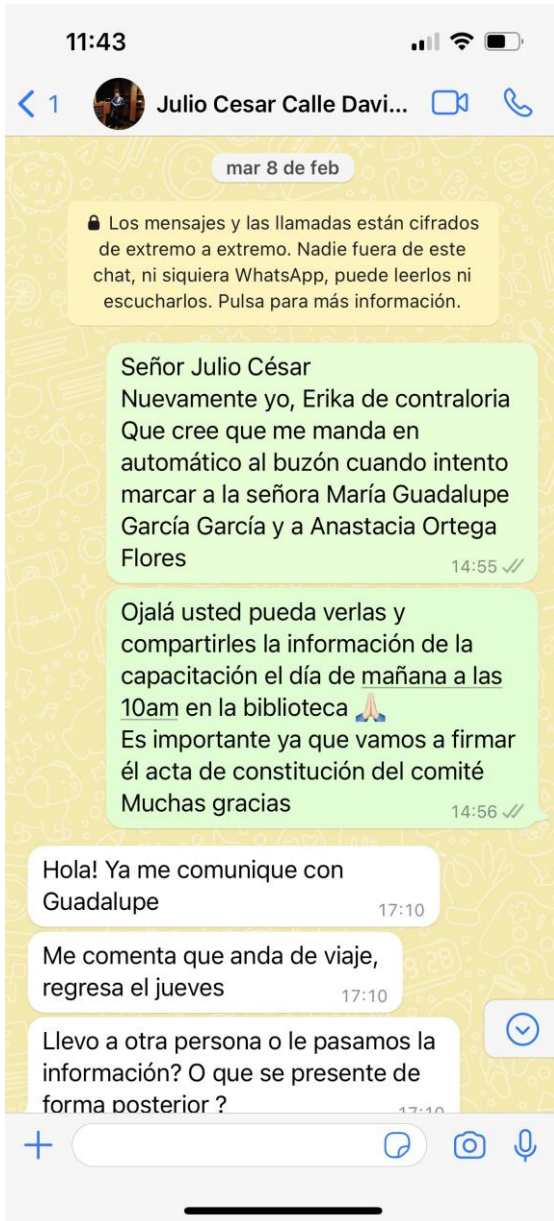 11:43
1
Julio Cesar Calle Davi...
mar 8 de feb
Los mensajes y las llamadas están cifrados
de extremo a extremo. Nadie fuera de este
chat, ni siquiera WhatsApp, puede leerlos ni
escucharlos. Pulsa para más información.
Señor Julio César
Nuevamente yo, Erika de contraloria
Que cree que me manda en
automático al buzón cuando intento
marcar a la señora María Guadalupe
García García y a Anastacia Ortega
Flores
14:55
Ojalá usted pueda verlas y
compartirles la información de la
capacitación el día de mañana a las
10am en la biblioteca 🙏🏻
Es importante ya que vamos a firmar
él acta de constitución del comité
Muchas gracias
14:56
Hola! Ya me comunique con
Guadalupe
17:10
Me comenta que anda de viaje,
regresa el jueves
17:10
Llevo a otra persona o le pasamos la
información? O que se presente de
forma posterior ?
17:10